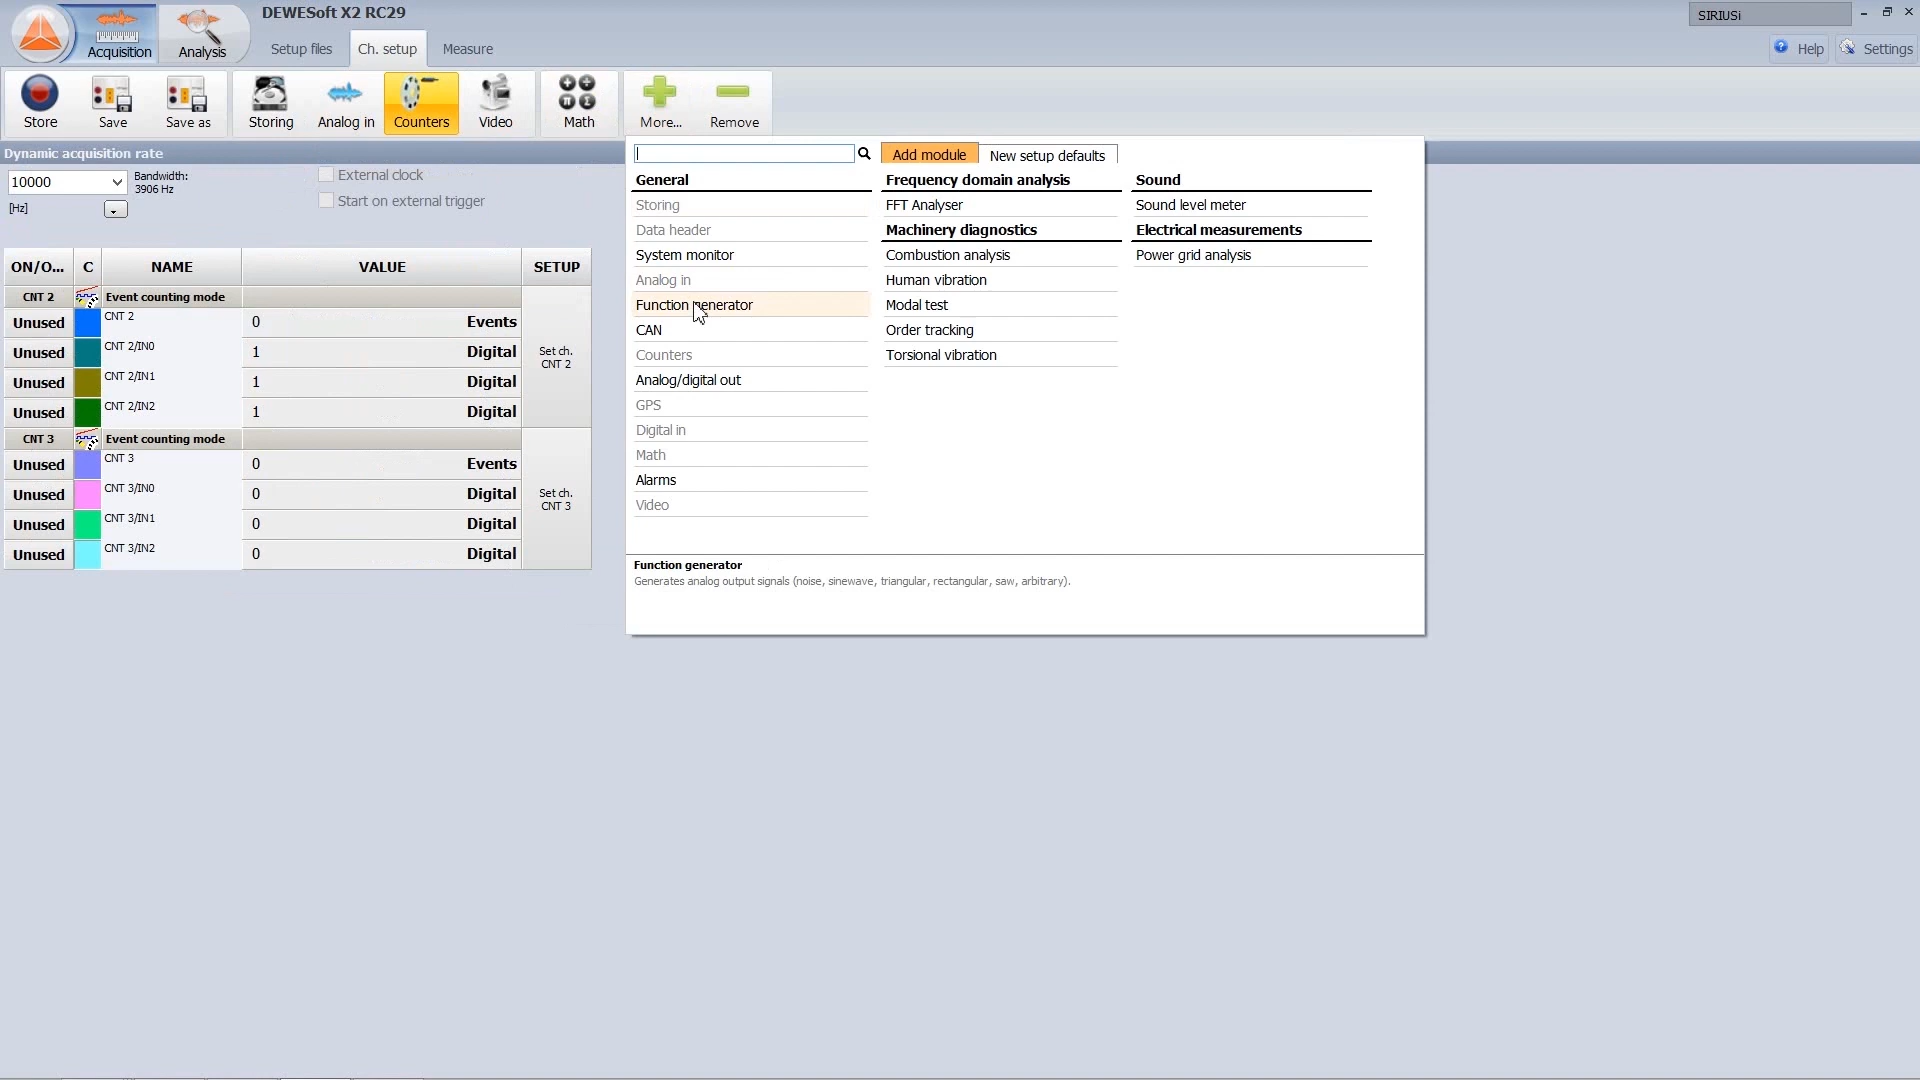 DEWESoft X2 RC29
SIRIUSi
Acquisition
Analysis
Setup files
Ch. setup
Measure
Help
Settings
Store
Save
Save as
Storing
Analog in
Counters
Video
Math
More...
Remove
Dynamic acquisition rate
10000
Bandwidth:
3906 Hz
[Hz]
External clock
Start on external trigger
ON/O... C NAME VALUE SETUP
CNT 2 Event counting mode
Unused CNT 2 0 Events
Unused CNT 2/IN0 1 Digital
Unused CNT 2/IN1 1 Digital
Unused CNT 2/IN2 1 Digital
Set ch.
CNT 2
CNT 3 Event counting mode
Unused CNT 3 0 Events
Unused CNT 3/IN0 0 Digital
Unused CNT 3/IN1 0 Digital
Unused CNT 3/IN2 0 Digital
Set ch.
CNT 3
Add module
New setup defaults
General
Storing
Data header
System monitor
Analog in
Function generator
CAN
Counters
Analog/digital out
GPS
Digital in
Math
Alarms
Video
Frequency domain analysis
FFT Analyser
Machinery diagnostics
Combustion analysis
Human vibration
Modal test
Order tracking
Torsional vibration
Sound
Sound level meter
Electrical measurements
Power grid analysis
Function generator
Generates analog output signals (noise, sinewave, triangular, rectangular, saw, arbitrary).